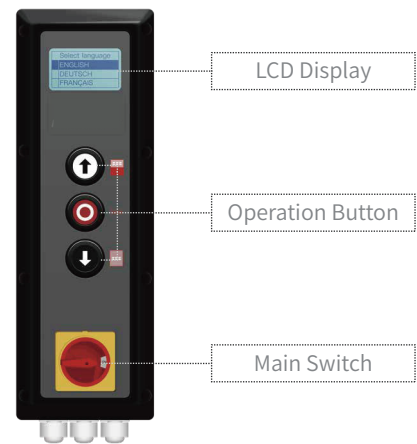 Select language
ENGLISH
DEUTSCH
FRANÇAIS
LCD Display
Operation Button
Main Switch